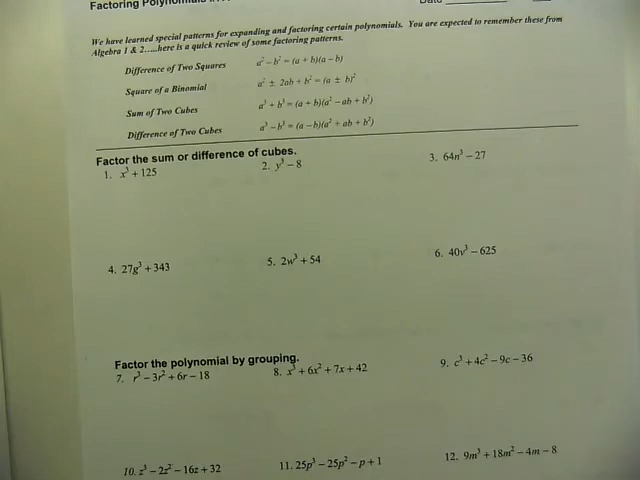 Factoring Polynomials
Date
We have learned special patterns for expanding and factoring certain polynomials. You are expected to remember these from
Algebra 1 & 2.....here is a quick review of some factoring patterns.
Difference of Two Squares a² – b² = (a + b)(a – b)
Square of a Binomial a² ± 2ab + b² = (a ± b)²
Sum of Two Cubes a³ + b³ = (a + b)(a² – ab + b²)
Difference of Two Cubes a³ – b³ = (a – b)(a² + ab + b²)
Factor the sum or difference of cubes.
1. x³ + 125 2. y³ – 8 3. 64n³ – 27
4. 27g³ + 343 5. 2w³ + 54 6. 40v³ – 625
Factor the polynomial by grouping.
7. r³ – 3r² + 6r – 18 8. x³ + 6x² + 7x + 42 9. c³ + 4c² – 9c – 36
10. z³ – 2z² – 16z + 32 11. 25p³ – 25p² – p + 1 12. 9m³ + 18m² – 4m – 8